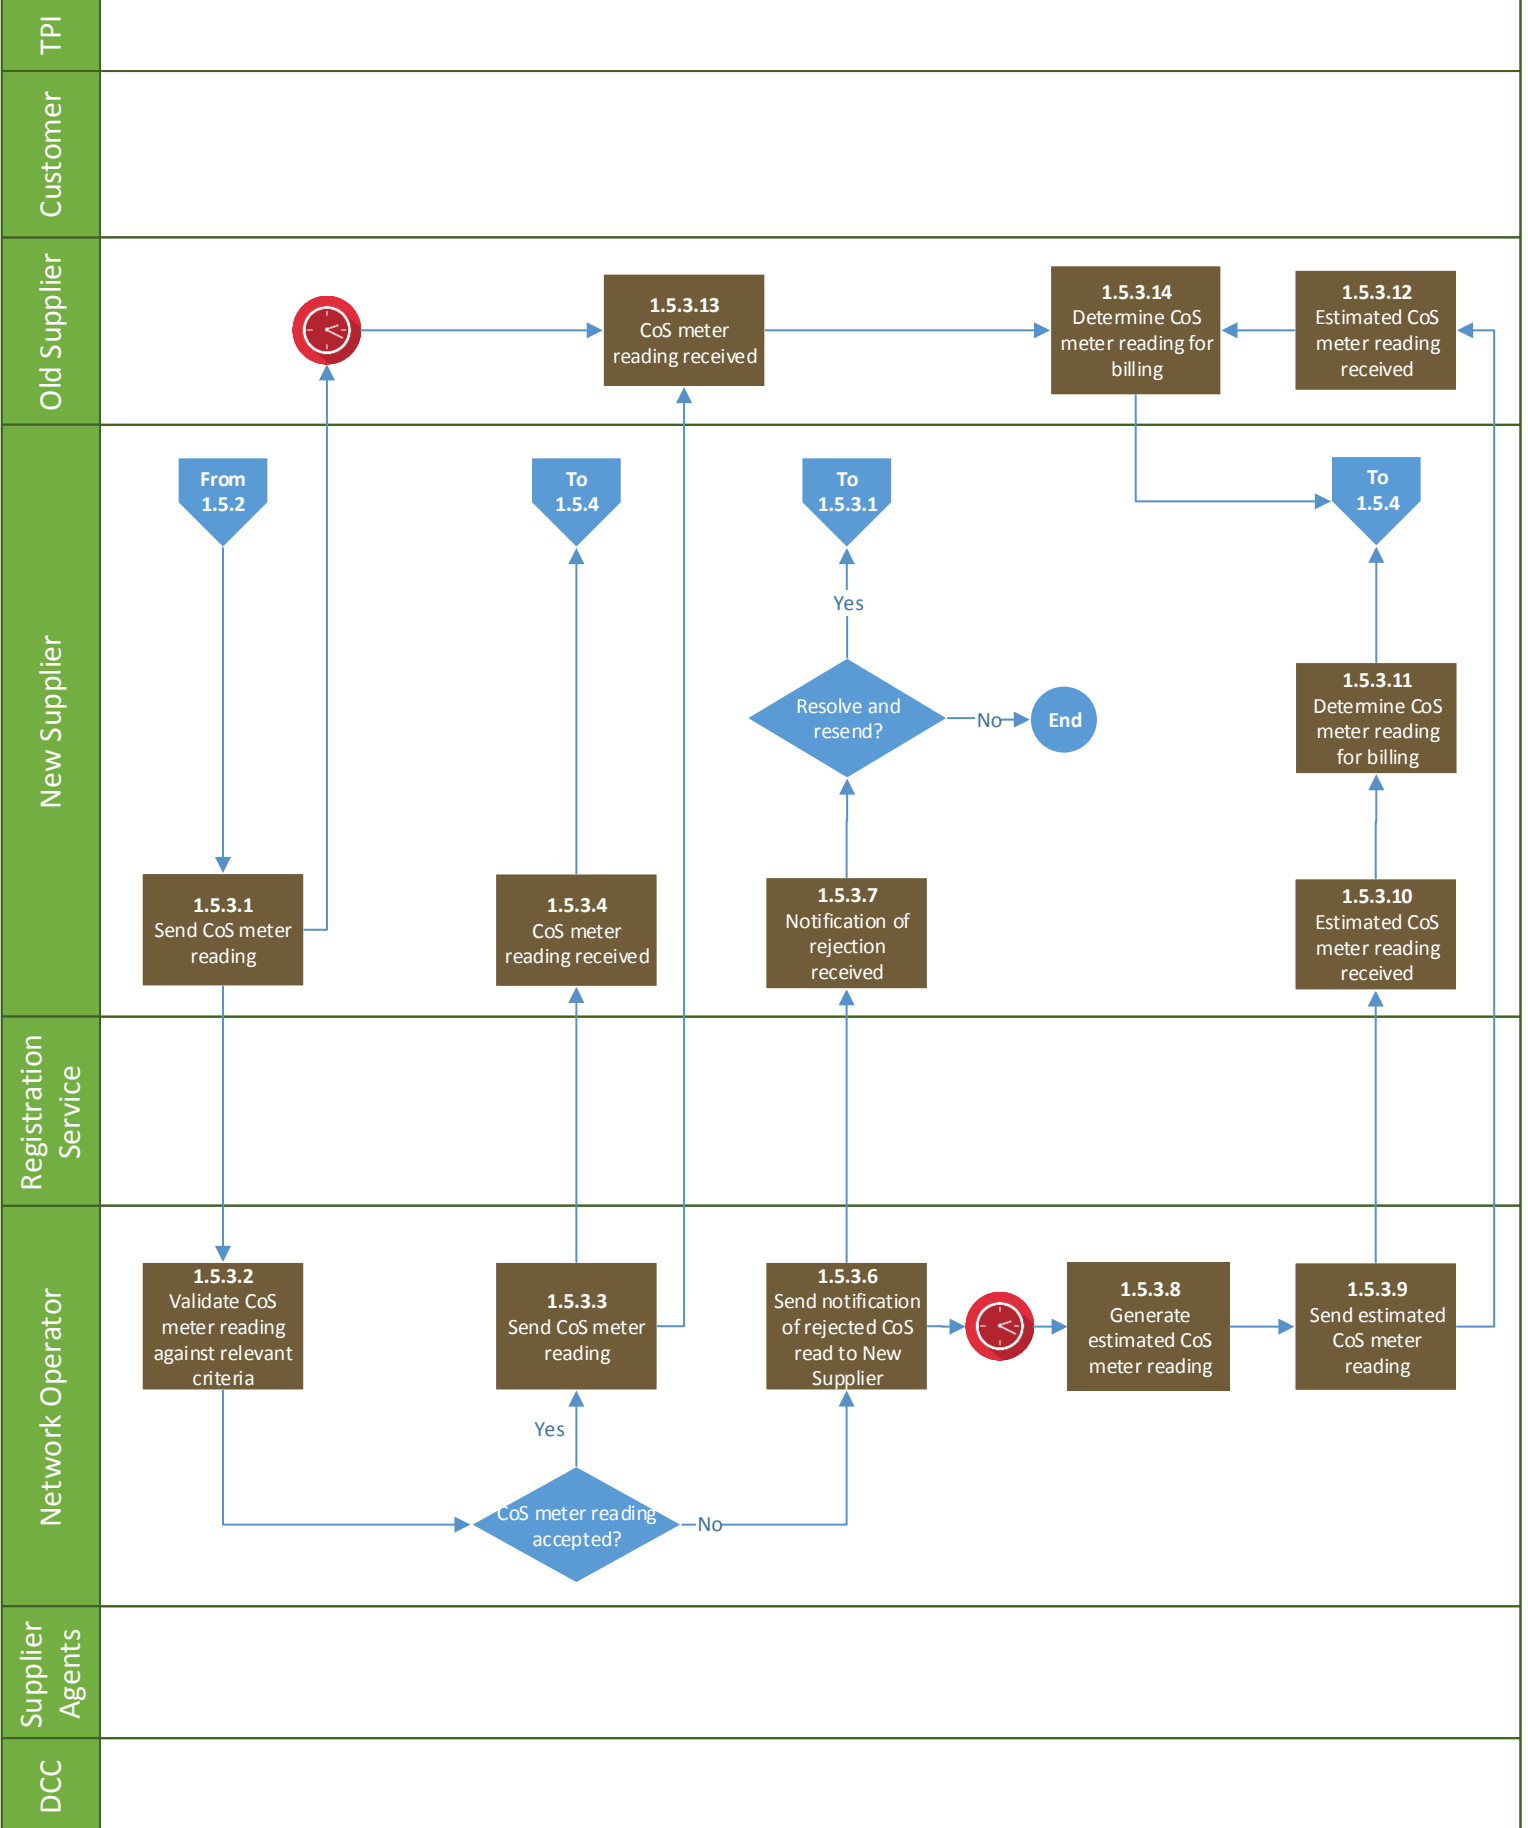 TPI
Customer
Old Supplier
1.5.3.13
CoS meter
reading received
1.5.3.14
Determine CoS
meter reading for
billing
1.5.3.12
Estimated CoS
meter reading
received
New Supplier
From
1.5.2
To
1.5.4
To
1.5.3.1
To
1.5.4
Yes
Resolve and
resend?
No
End
1.5.3.11
Determine CoS
meter reading
for billing
1.5.3.1
Send CoS meter
reading
1.5.3.4
CoS meter
reading received
1.5.3.7
Notification of
rejection
received
1.5.3.10
Estimated CoS
meter reading
received
Registration
Service
Network Operator
1.5.3.2
Validate CoS
meter reading
against relevant
criteria
1.5.3.3
Send CoS meter
reading
1.5.3.6
Send notification
of rejected CoS
read to New
Supplier
1.5.3.8
Generate
estimated CoS
meter reading
1.5.3.9
Send estimated
CoS meter
reading
Yes
CoS meter reading
accepted?
No
Supplier
Agents
DCC